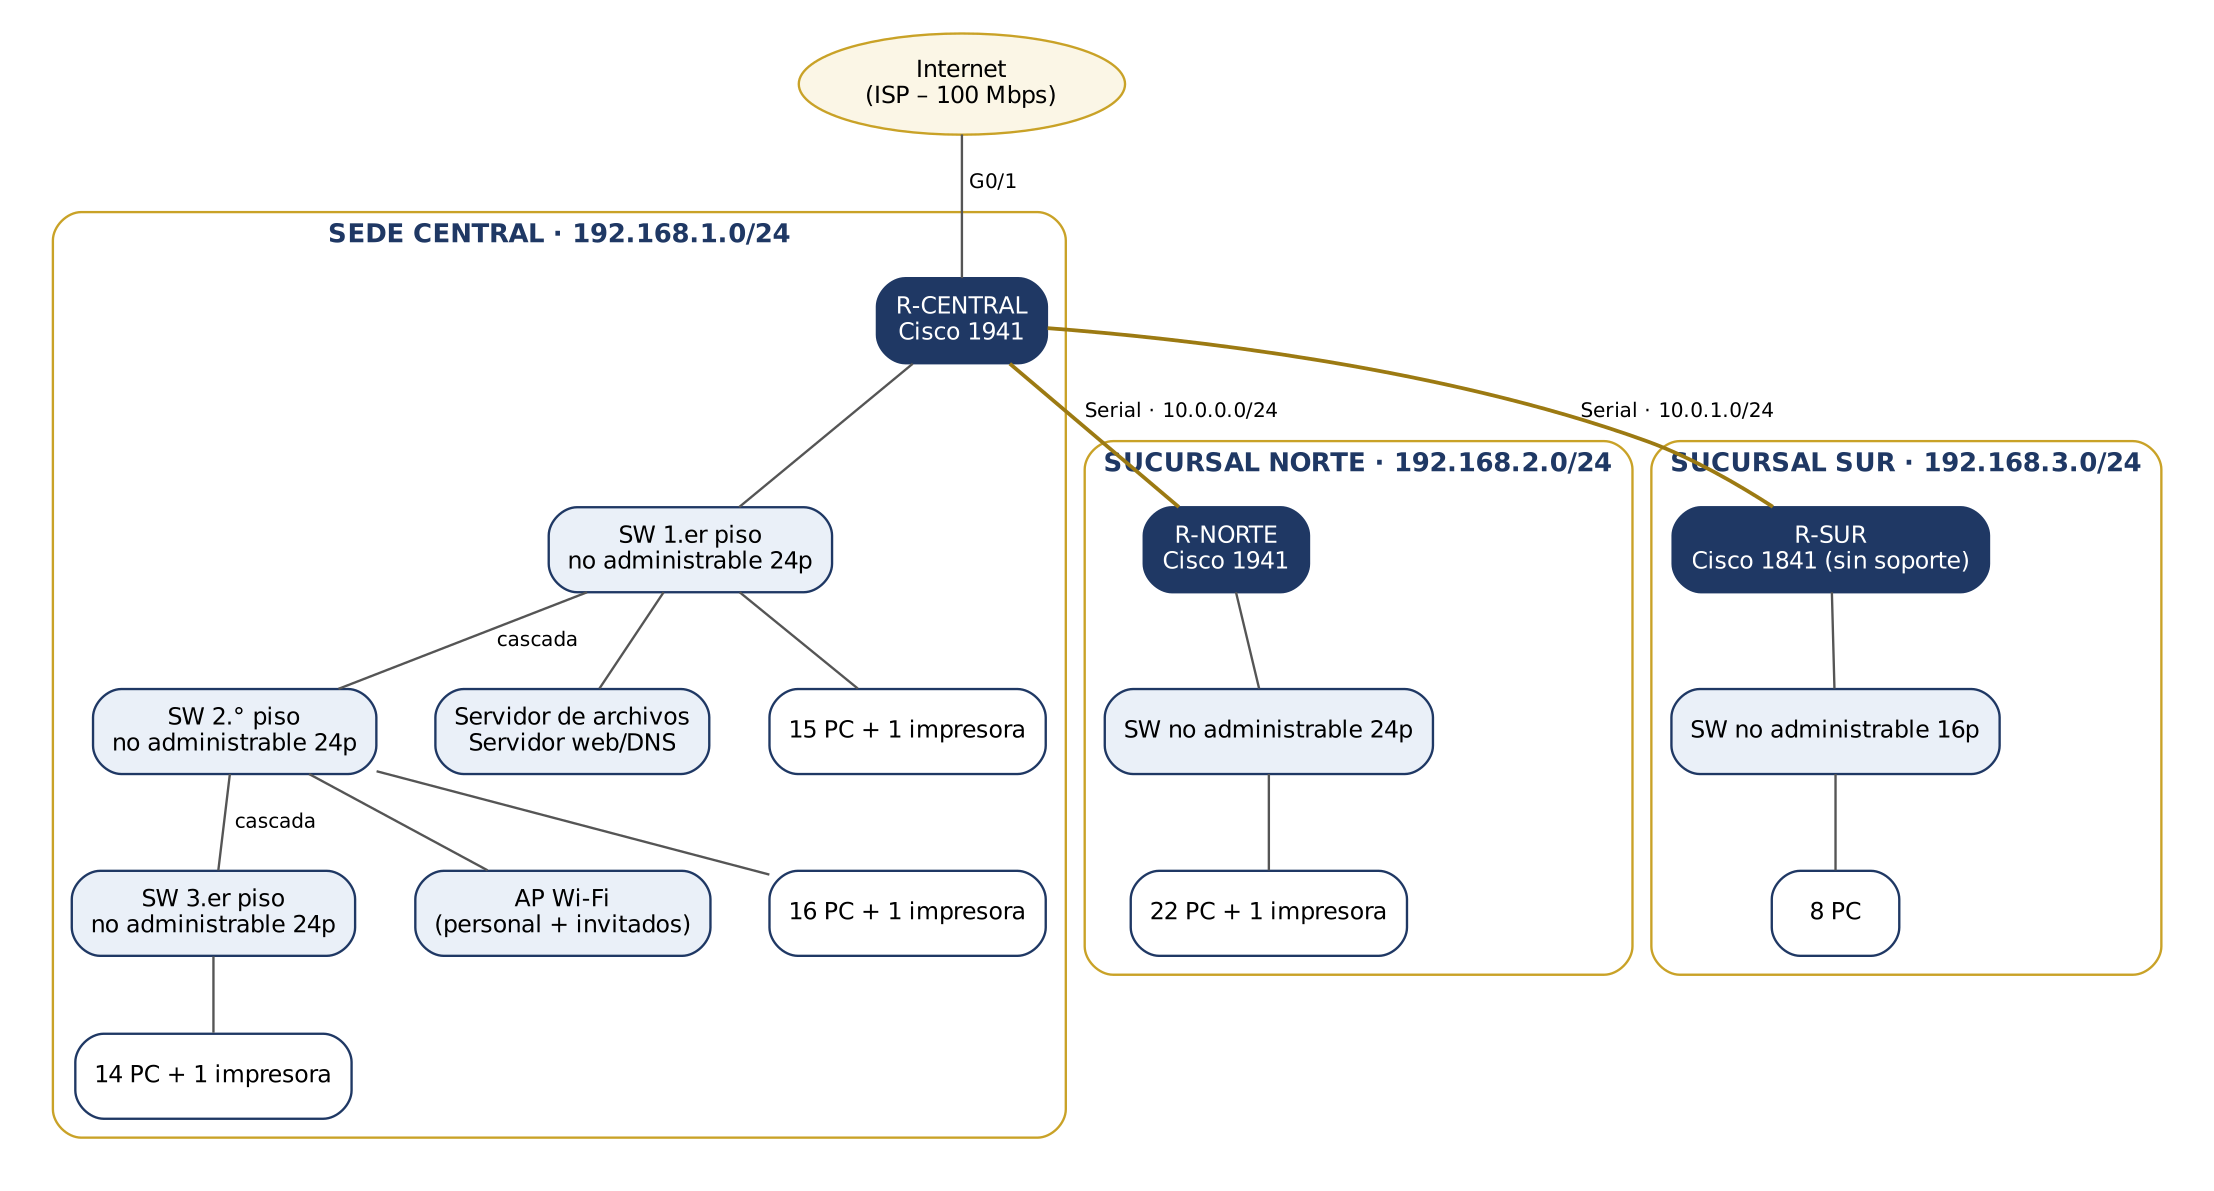 Internet
(ISP – 100 Mbps)
G0/1
SEDE CENTRAL · 192.168.1.0/24
R-CENTRAL
Cisco 1941
Serial · 10.0.0.0/24
Serial · 10.0.1.0/24
SUCURSAL NORTE · 192.168.2.0/24
SUCURSAL SUR · 192.168.3.0/24
SW 1.er piso
no administrable 24p
R-NORTE
Cisco 1941
R-SUR
Cisco 1841 (sin soporte)
cascada
SW 2.° piso
no administrable 24p
Servidor de archivos
Servidor web/DNS
15 PC + 1 impresora
SW no administrable 24p
SW no administrable 16p
cascada
SW 3.er piso
no administrable 24p
AP Wi-Fi
(personal + invitados)
16 PC + 1 impresora
22 PC + 1 impresora
8 PC
14 PC + 1 impresora